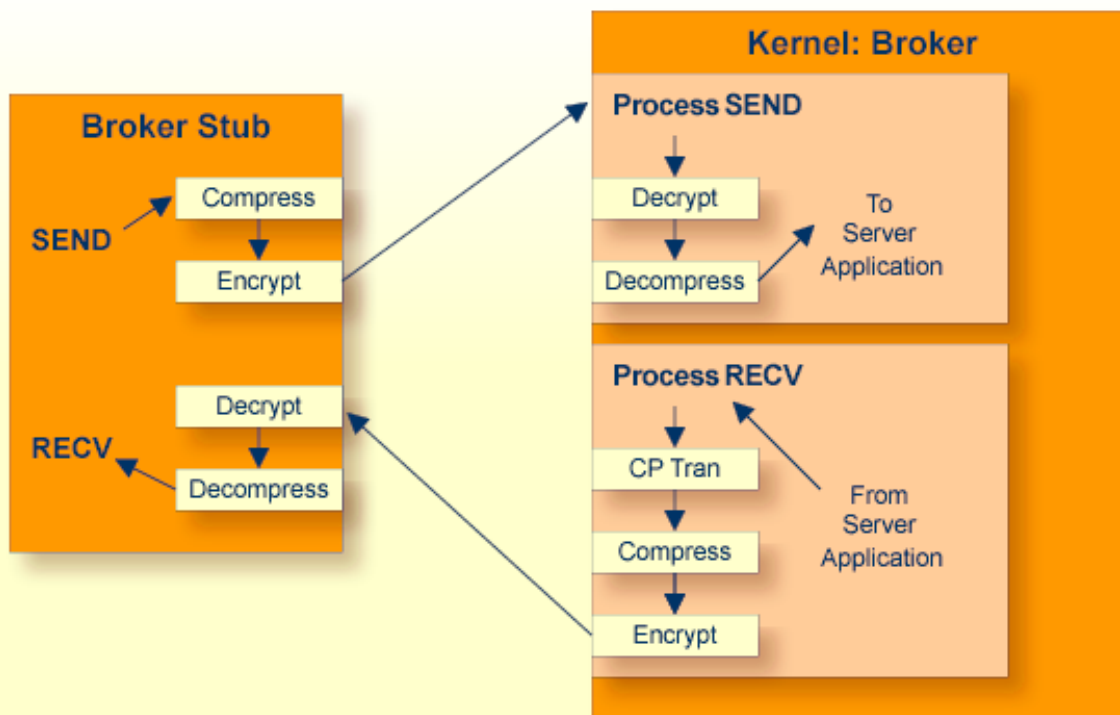 Broker Stub
SEND
Compress
Encrypt
Decrypt
RECV
Decompress
Kernel: Broker
Process SEND
Decrypt
Decompress
To
Server
Application
Process RECV
CP Tran
Compress
Encrypt
From
Server
Application